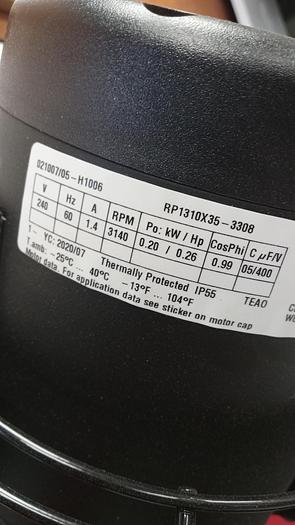 021007/05-H1006 RP1310X35-3308
V Hz A RPM Po: kW / Hp CosPhi C µF/V
240 60 1.4 3140 0.20 / 0.26 0.99 05/400
1~ YC: 2020/07 Thermally Protected IP55 TEAO
T.amb: -25°C ... 40°C -13°F ... 104°F
Motor data. For application data see sticker on motor cap